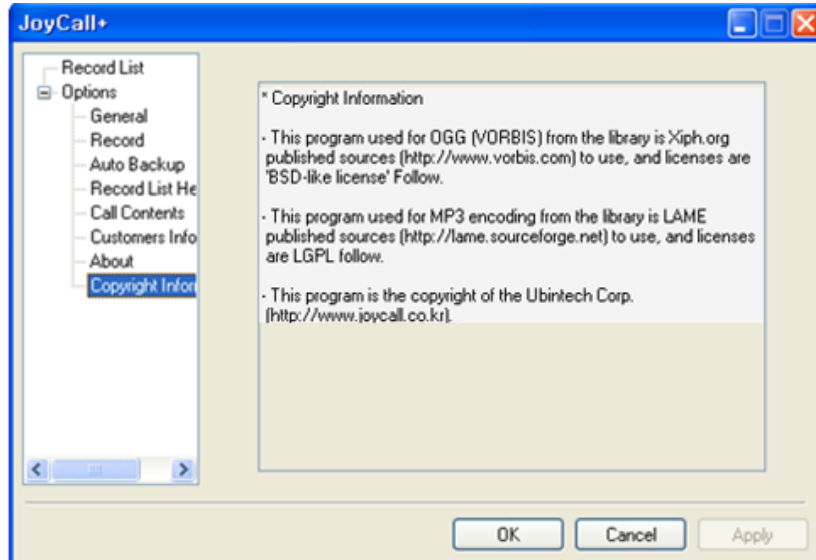 JoyCall+
Record List
Options
General
Record
Auto Backup
Record List He
Call Contents
Customers Info
About
Copyright Infor
* Copyright Information
- This program used for OGG (VORBIS) from the library is Xiph.org
published sources (http://www.vorbis.com) to use, and licenses are
'BSD-like license' Follow.
- This program used for MP3 encoding from the library is LAME
published sources (http://lame.sourceforge.net) to use, and licenses
are LGPL follow.
- This program is the copyright of the Ubintech Corp.
(http://www.joycall.co.kr).
OK
Cancel
Apply